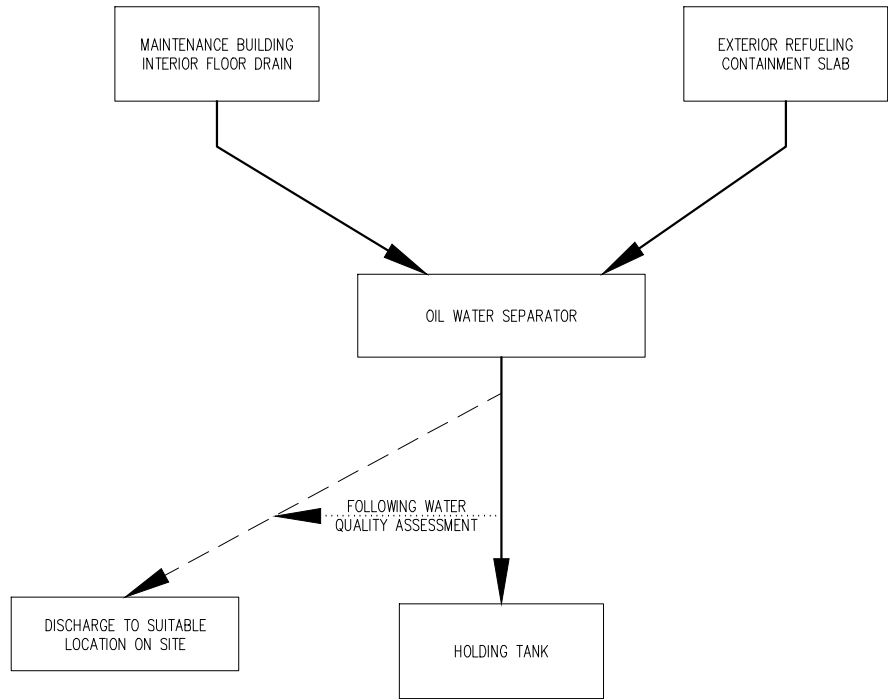 MAINTENANCE BUILDING
INTERIOR FLOOR DRAIN
EXTERIOR REFUELING
CONTAINMENT SLAB
OIL WATER SEPARATOR
FOLLOWING WATER
QUALITY ASSESSMENT
DISCHARGE TO SUITABLE
LOCATION ON SITE
HOLDING TANK